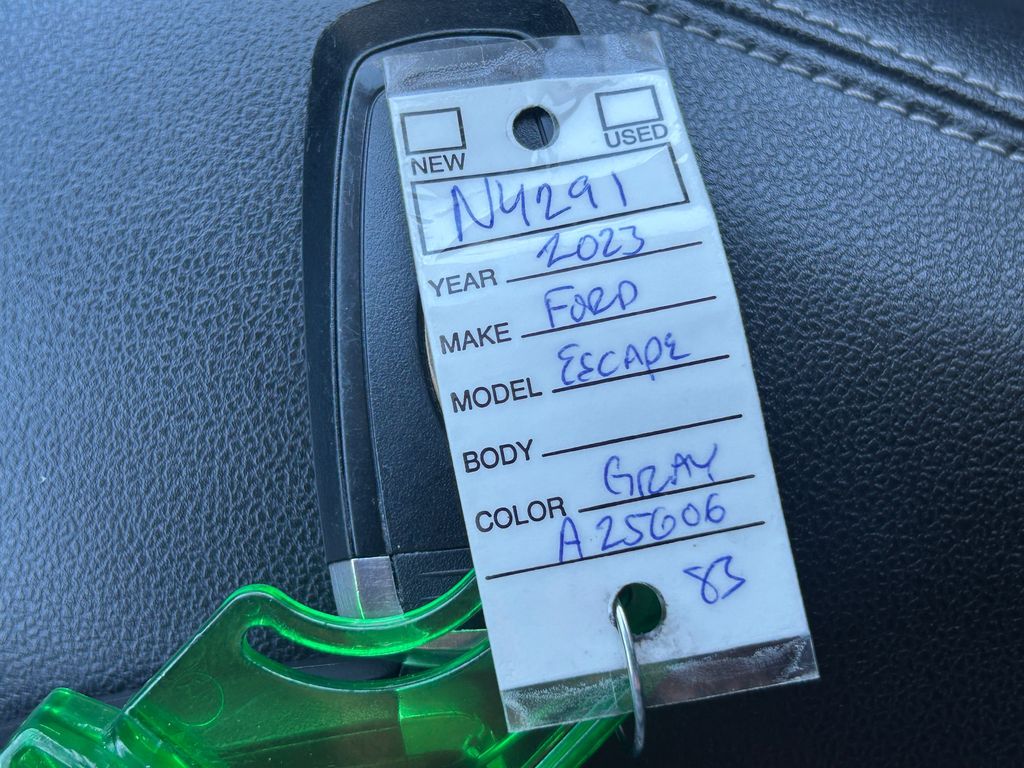 NEW USED
N4291
YEAR 2023
MAKE FORD
MODEL ESCAPE
BODY
COLOR GRAY
A25606
83